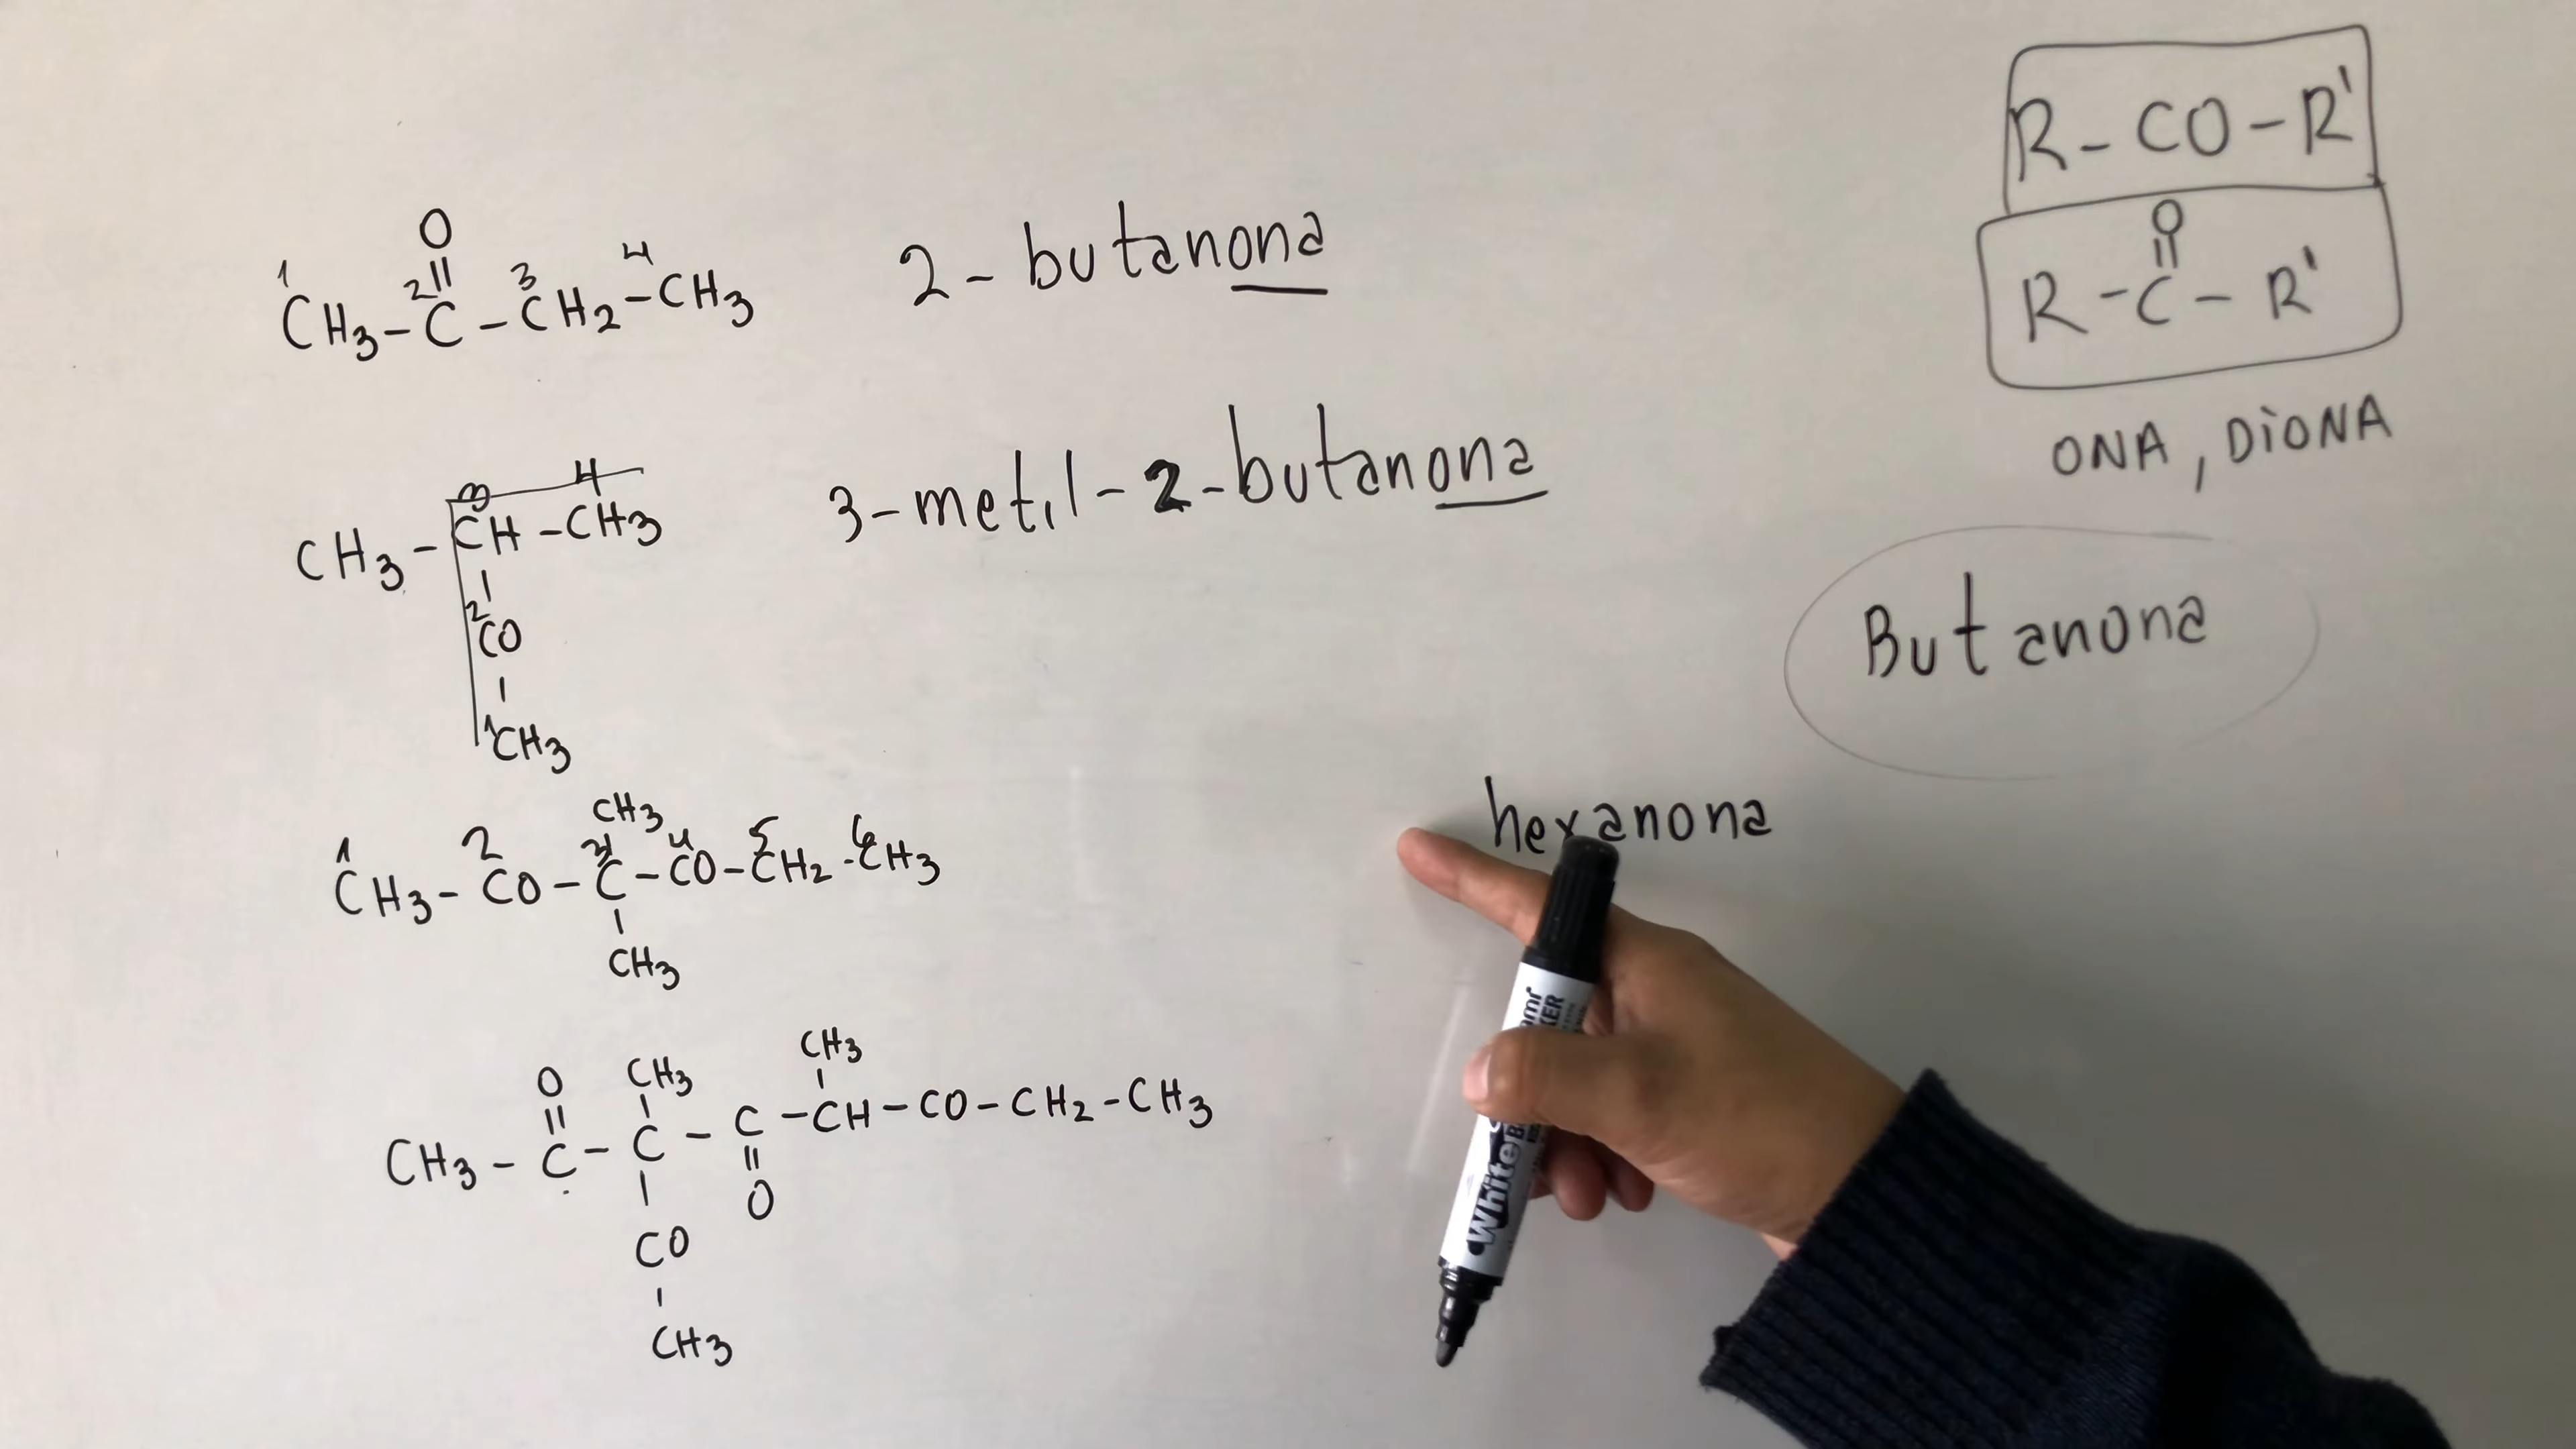 O
||
1 2 3 4
CH3-C-CH2-CH3
2-butanona
3 4
CH3-CH-CH3
|
2
CO
|
1
CH3
3-metil-2-butanona
CH3
1 2 3 4 5 6
CH3-CO-C-CO-CH2-CH3
|
CH3
hexanona
O CH3 CH3
|| | |
CH3-C-C-C-CH-CO-CH2-CH3
| ||
CO O
|
CH3
R-CO-R'
O
||
R-C-R'
ONA, DiONA
Butanona
White